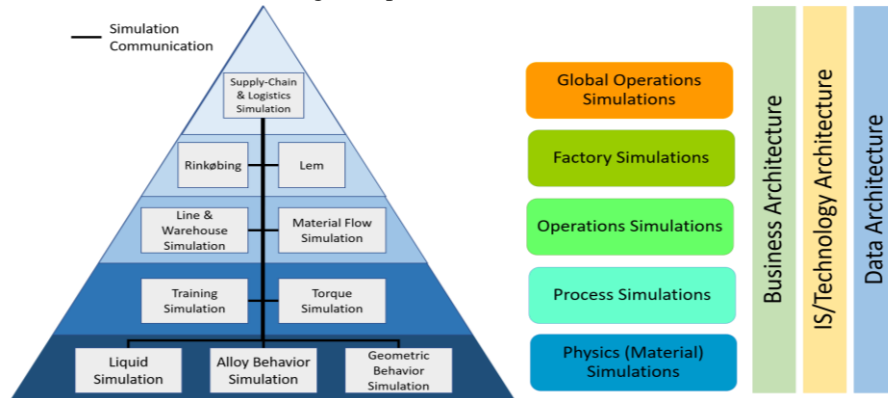 Simulation
Communication
Supply-Chain
& Logistics
Simulation
Rinkøbing
Lem
Line &
Warehouse
Simulation
Material Flow
Simulation
Training
Simulation
Torque
Simulation
Liquid
Simulation
Alloy Behavior
Simulation
Geometric
Behavior
Simulation
Global Operations
Simulations
Factory Simulations
Operations Simulations
Process Simulations
Physics (Material)
Simulations
Business Architecture
IS/Technology Architecture
Data Architecture